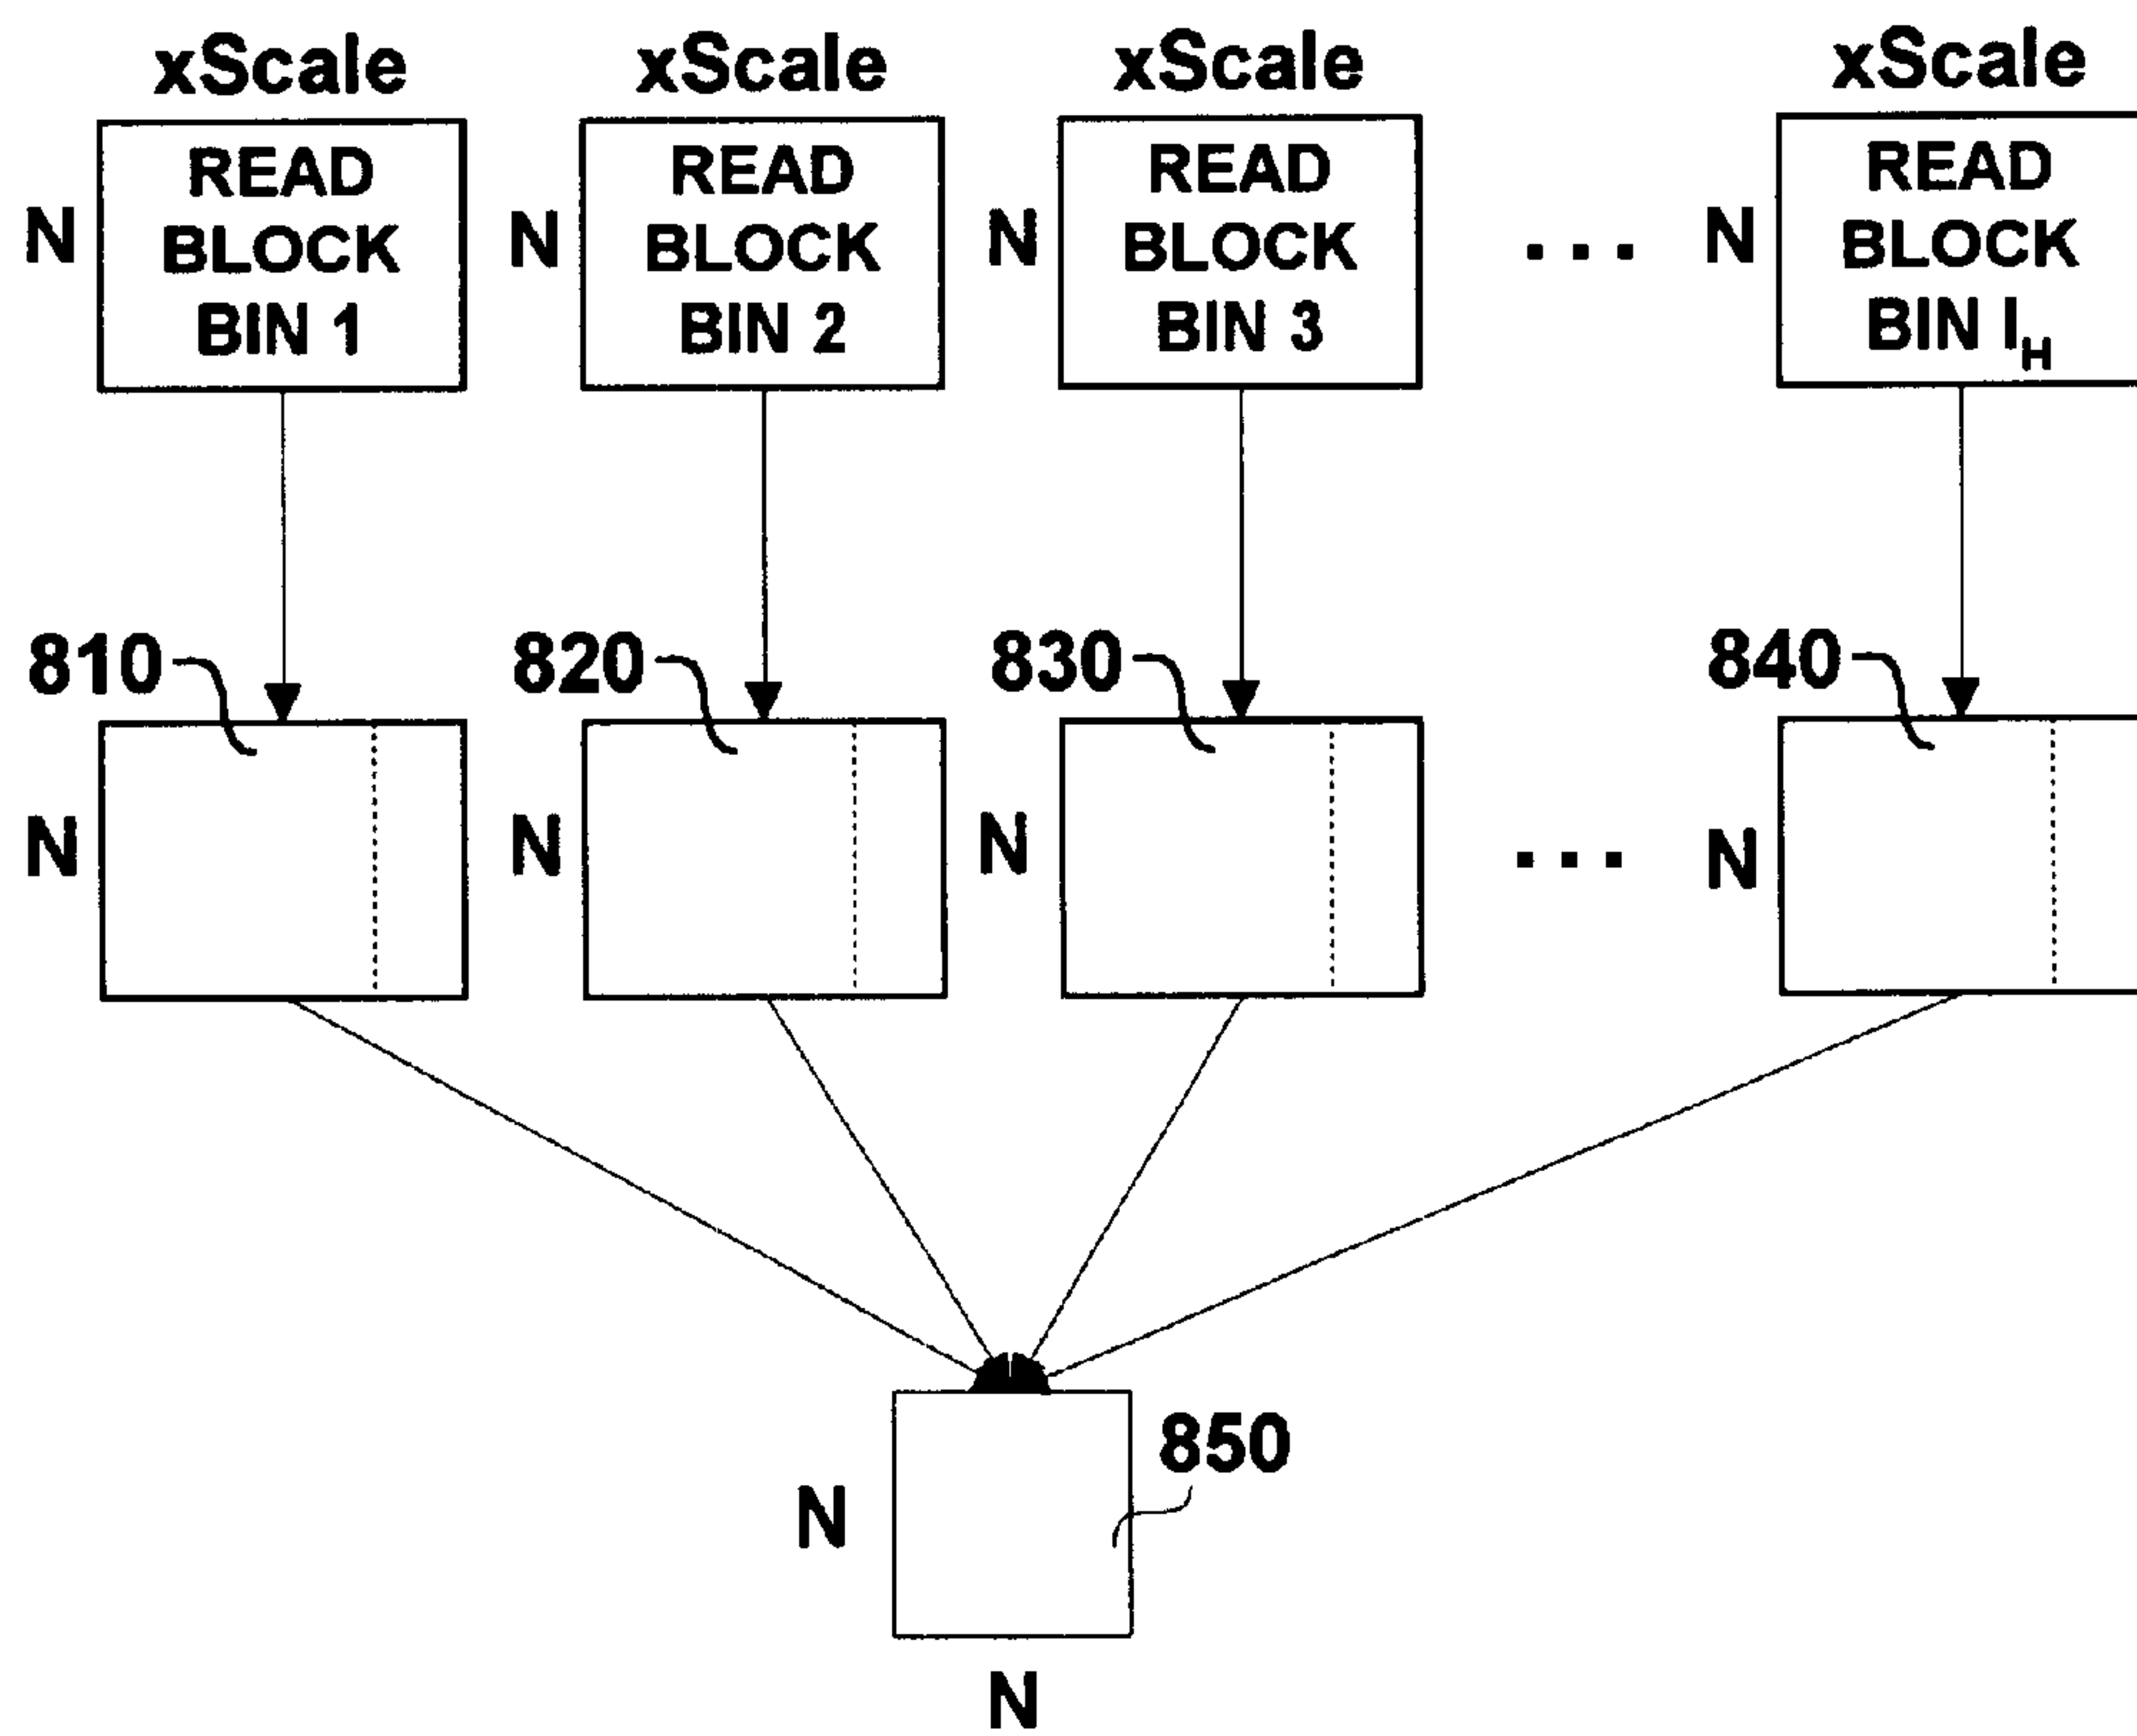 xScale xScale xScale xScale
N READ BLOCK BIN 1
N READ BLOCK BIN 2
N READ BLOCK BIN 3
...
N READ BLOCK BIN I_H
810 820 830 840
N N N ... N
850
N
N